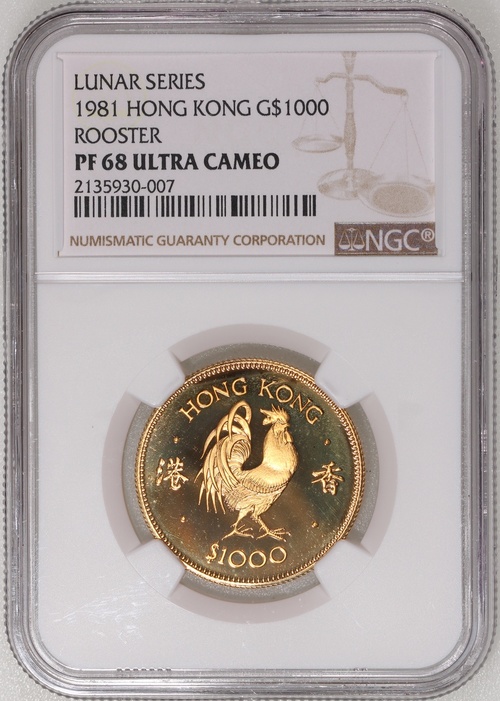 LUNAR SERIES
1981 HONG KONG G$1000
ROOSTER
PF 68 ULTRA CAMEO
2135930-007
NUMISMATIC GUARANTY CORPORATION
NGC®
HONG KONG
港 香
$1000